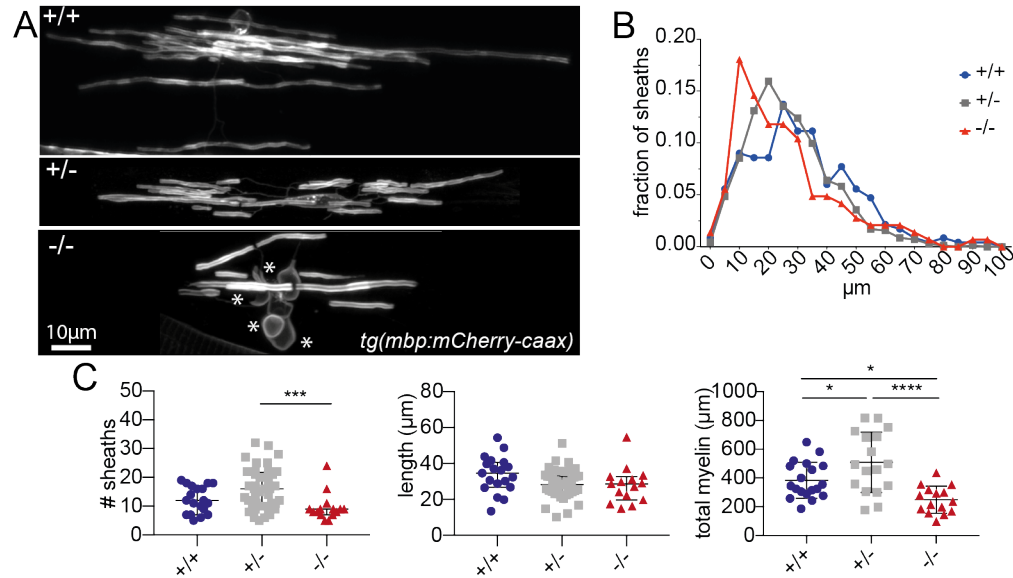 A
+/+
+/-
-/-
* * * *
10µm
tg(mbp:mCherry-caax)
B
fraction of sheaths
0.20
0.15
0.10
0.05
0.00
0 10 20 30 40 50 60 70 80 90 100
µm
+/+
+/-
-/-
C
# sheaths
50
40
30
20
10
0
***
+/+ +/- -/-
length (µm)
80
60
40
20
0
+/+ +/- -/-
total myelin (µm)
1000
800
600
400
200
0
*
* ****
+/+ +/- -/-